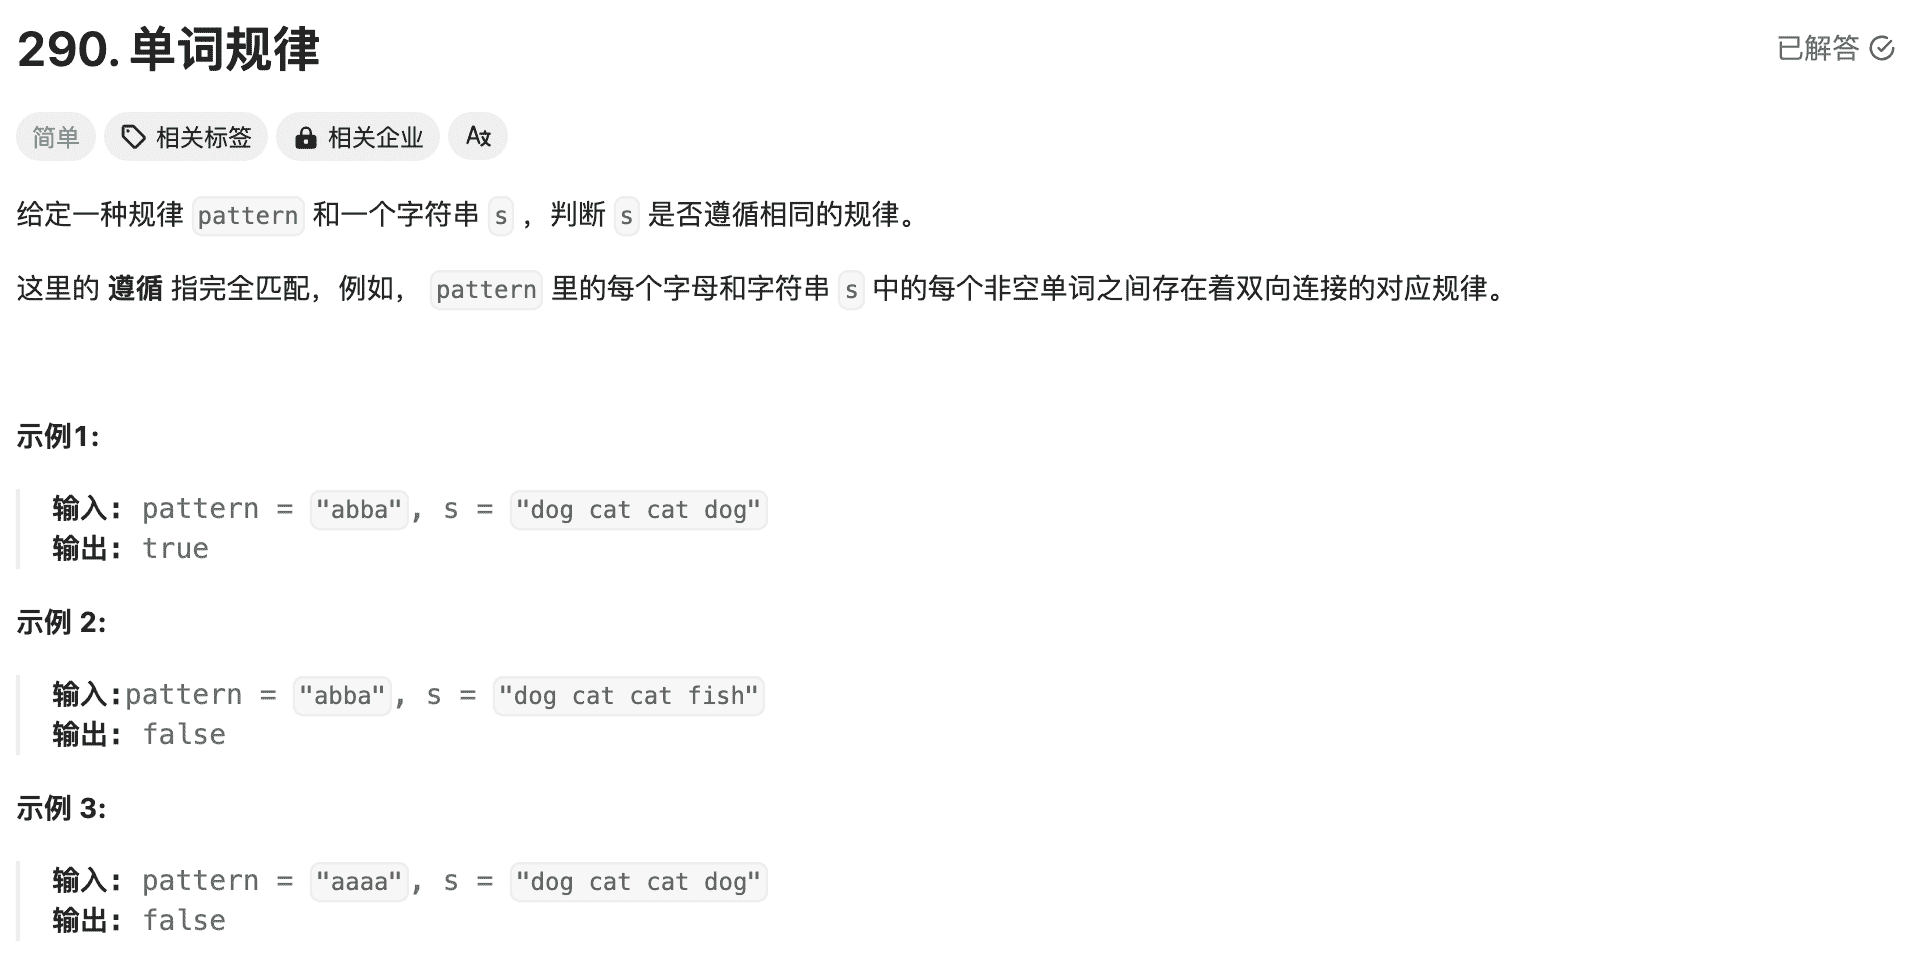 290. 单词规律
已解答
简单
相关标签
相关企业
给定一种规律 pattern 和一个字符串 s ，判断 s 是否遵循相同的规律。
这里的 遵循 指完全匹配，例如， pattern 里的每个字母和字符串 s 中的每个非空单词之间存在着双向连接的对应规律。
示例1:
输入: pattern = "abba", s = "dog cat cat dog"
输出: true
示例 2:
输入:pattern = "abba", s = "dog cat cat fish"
输出: false
示例 3:
输入: pattern = "aaaa", s = "dog cat cat dog"
输出: false